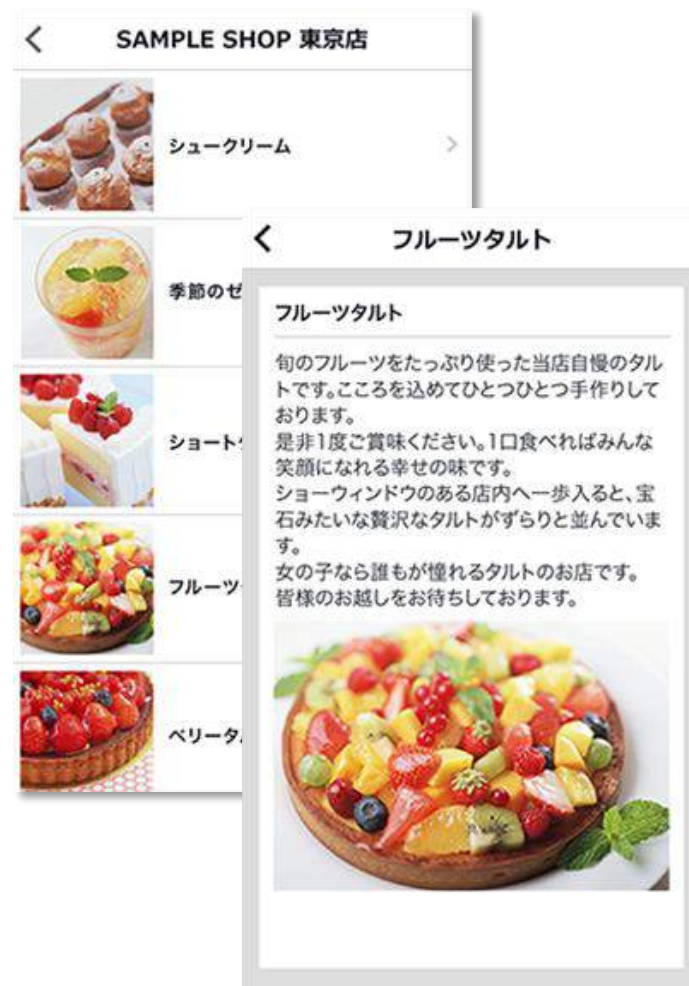 SAMPLE SHOP 東京店
シュークリーム
季節のゼ
ショート
フルーツ
ベリータ
フルーツタルト
フルーツタルト
旬のフルーツをたっぷり使った当店自慢のタル
トです。こころを込めてひとつひとつ手作りして
おります。
是非1度ご賞味ください。1口食べればみんな
笑顔になれる幸せの味です。
ショーウィンドウのある店内へ一歩入ると、宝
石みたいな贅沢なタルトがずらりと並んでいま
す。
女の子なら誰もが憧れるタルトのお店です。
皆様のお越しをお待ちしております。